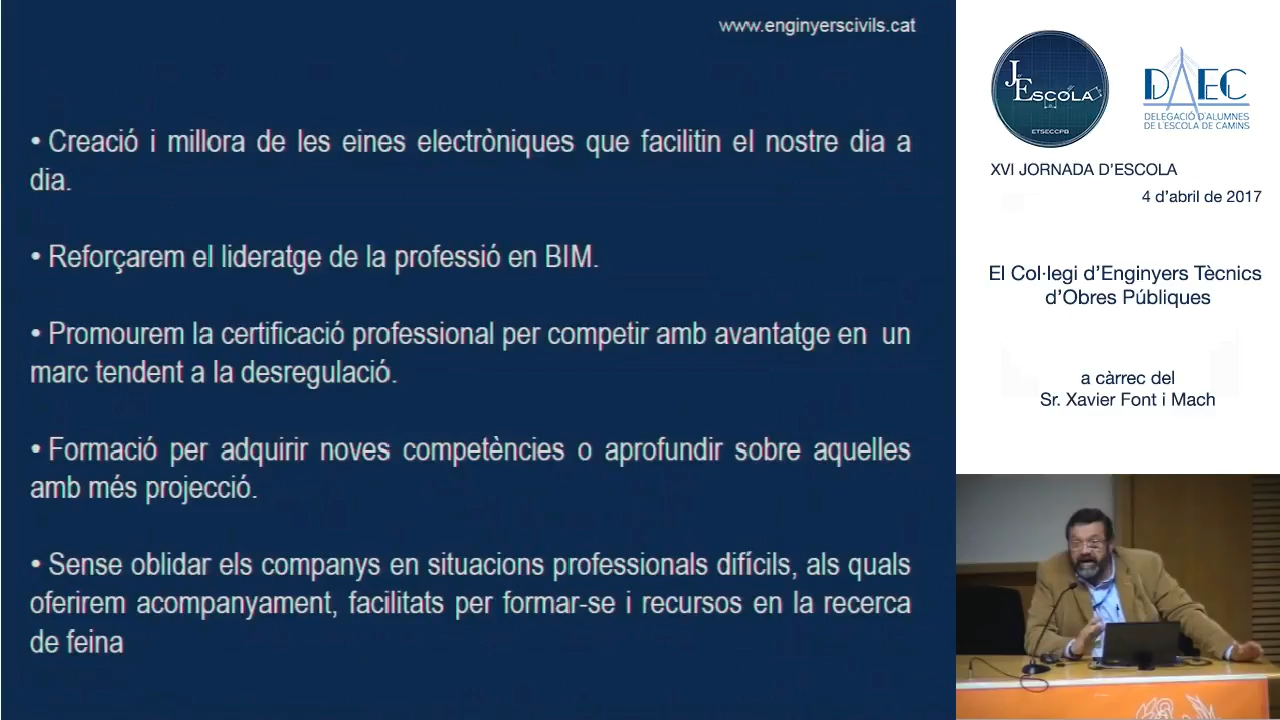 www.enginyerscivils.cat
• Creació i millora de les eines electròniques que facilitin el nostre dia a
dia.
• Reforçarem el lideratge de la professió en BIM.
• Promourem la certificació professional per competir amb avantatge en un
marc tendent a la desregulació.
• Formació per adquirir noves competències o aprofundir sobre aquelles
amb més projecció.
• Sense oblidar els companys en situacions professionals difícils, als quals
oferirem acompanyament, facilitats per formar-se i recursos en la recerca
de feina
J ESCOLA
ETSECCPB
DAEC
DELEGACIÓ D'ALUMNES
DE L'ESCOLA DE CAMINS
XVI JORNADA D'ESCOLA
4 d'abril de 2017
El Col·legi d'Enginyers Tècnics
d'Obres Públiques
a càrrec del
Sr. Xavier Font i Mach